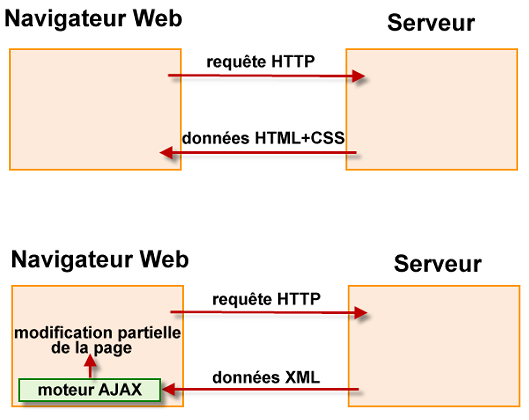 Navigateur Web
Serveur
requête HTTP
données HTML+CSS
Navigateur Web
Serveur
requête HTTP
modification partielle
de la page
moteur AJAX
données XML